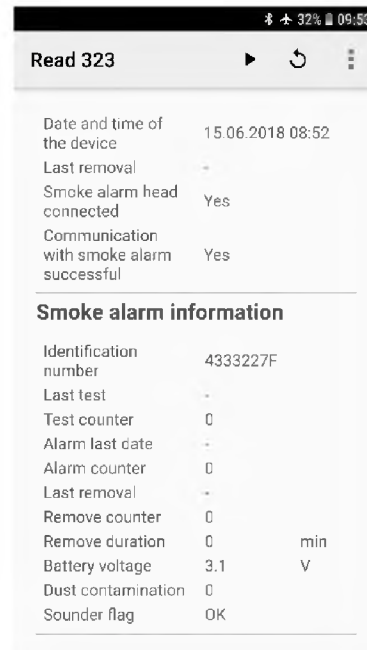 32% 09:53
Read 323
Date and time of
the device 15.06.2018 08:52
Last removal -
Smoke alarm head
connected Yes
Communication
with smoke alarm Yes
successful
Smoke alarm information
Identification
number 4333227F
Last test -
Test counter 0
Alarm last date -
Alarm counter 0
Last removal -
Remove counter 0
Remove duration 0 min
Battery voltage 3.1 V
Dust contamination 0
Sounder flag OK